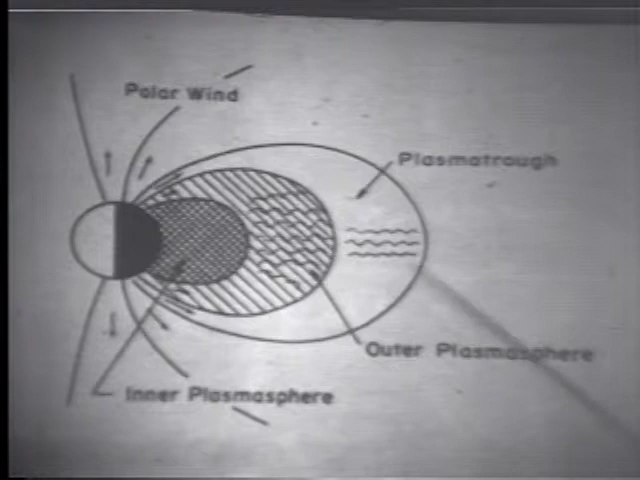 Polar Wind
Plasmatrough
Outer Plasmasphere
Inner Plasmasphere